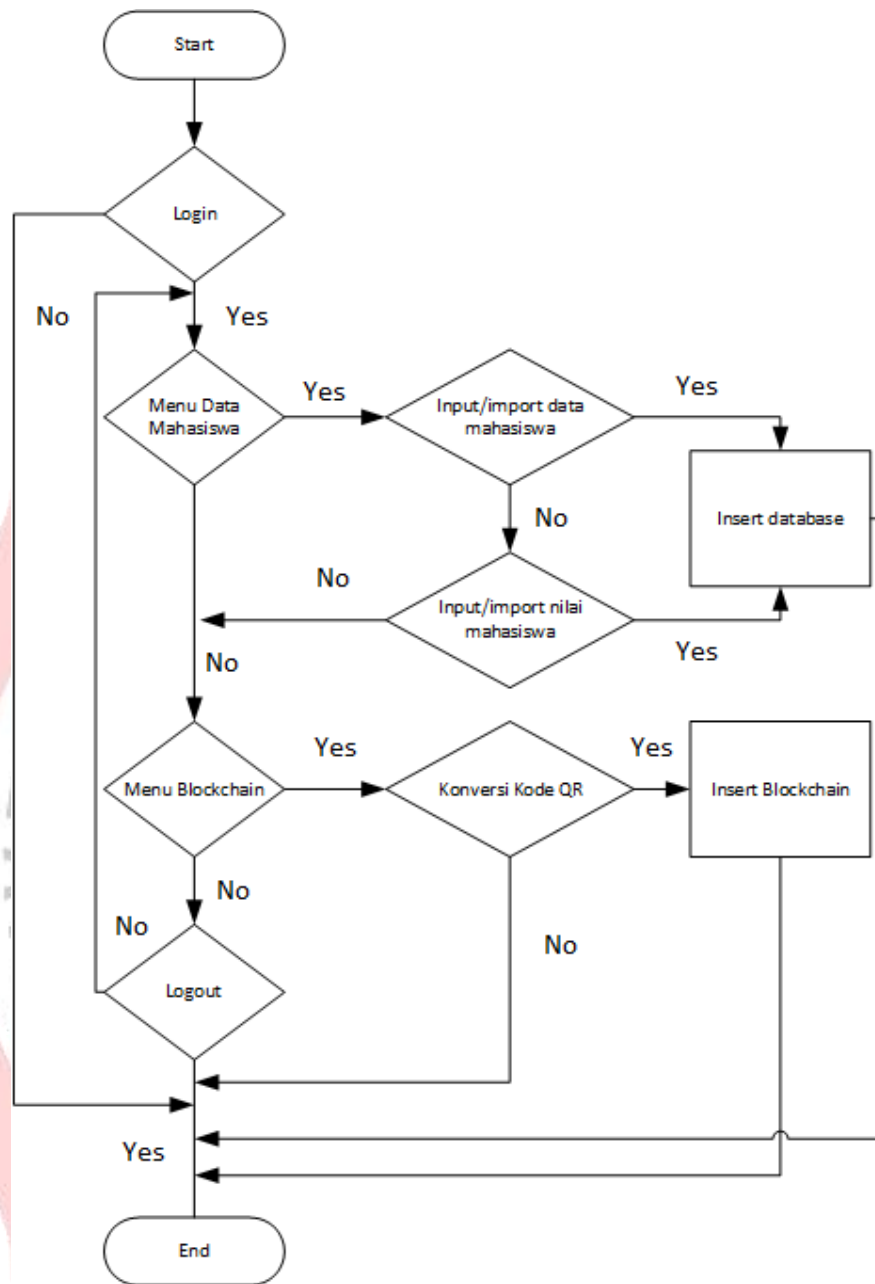 Start
Login
No
Yes
Menu Data
Mahasiswa
Yes
Input/import data
mahasiswa
Yes
Insert database
No
No
Input/import nilai
mahasiswa
Yes
No
Menu Blockchain
Yes
Konversi Kode QR
Yes
Insert Blockchain
No
No
No
Logout
Yes
End